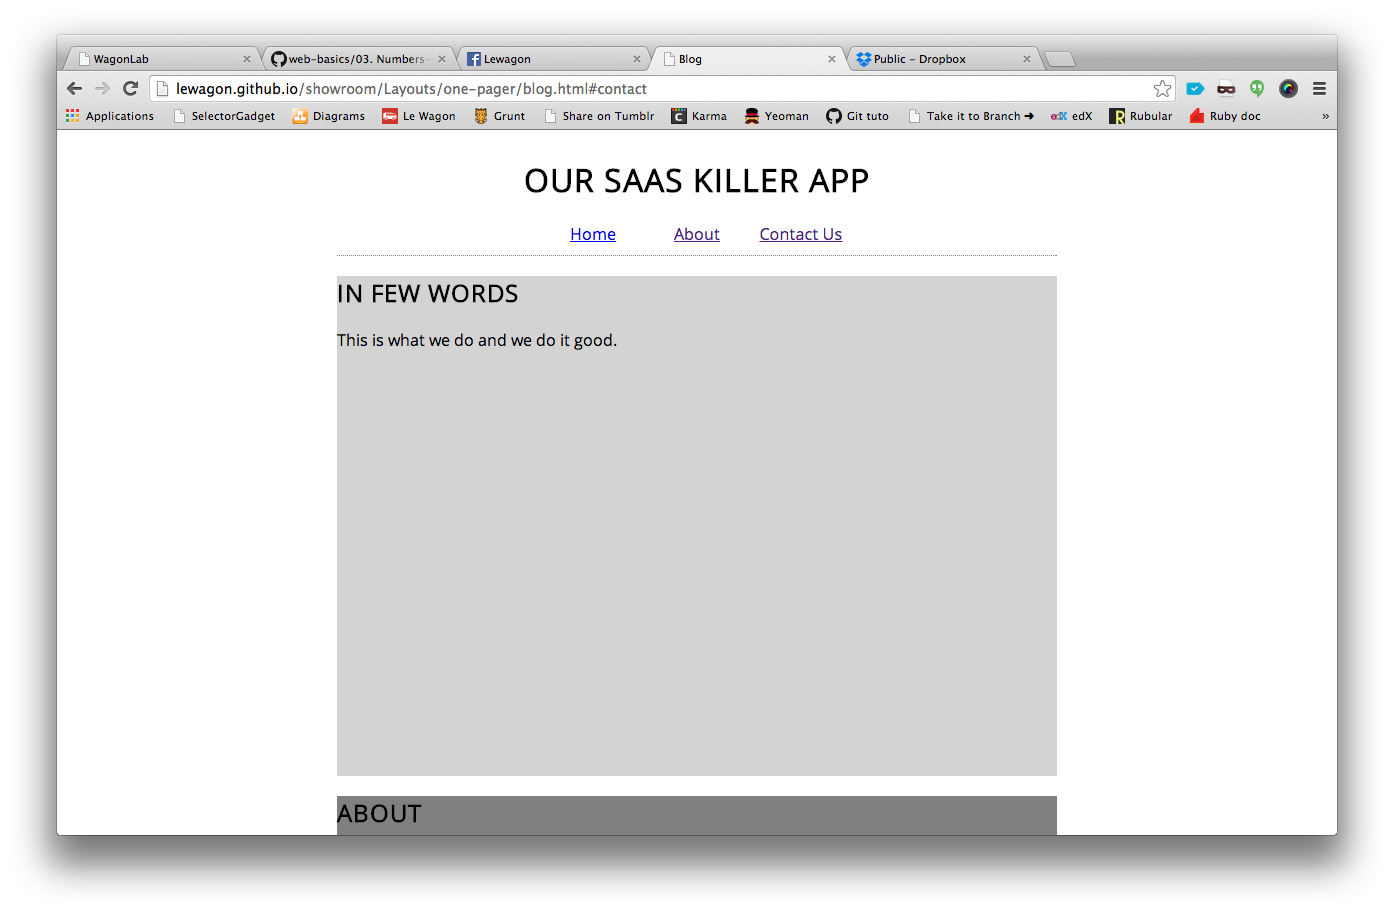 WagonLab
web-basics/03. Numbers-
Lewagon
Blog
Public – Dropbox
lewagon.github.io/showroom/Layouts/one-pager/blog.html#contact
Applications SelectorGadget Diagrams Le Wagon Grunt Share on Tumblr Karma Yeoman Git tuto Take it to Branch ➜ edX edX Rubular Ruby doc »
OUR SAAS KILLER APP
Home About Contact Us
IN FEW WORDS
This is what we do and we do it good.
ABOUT